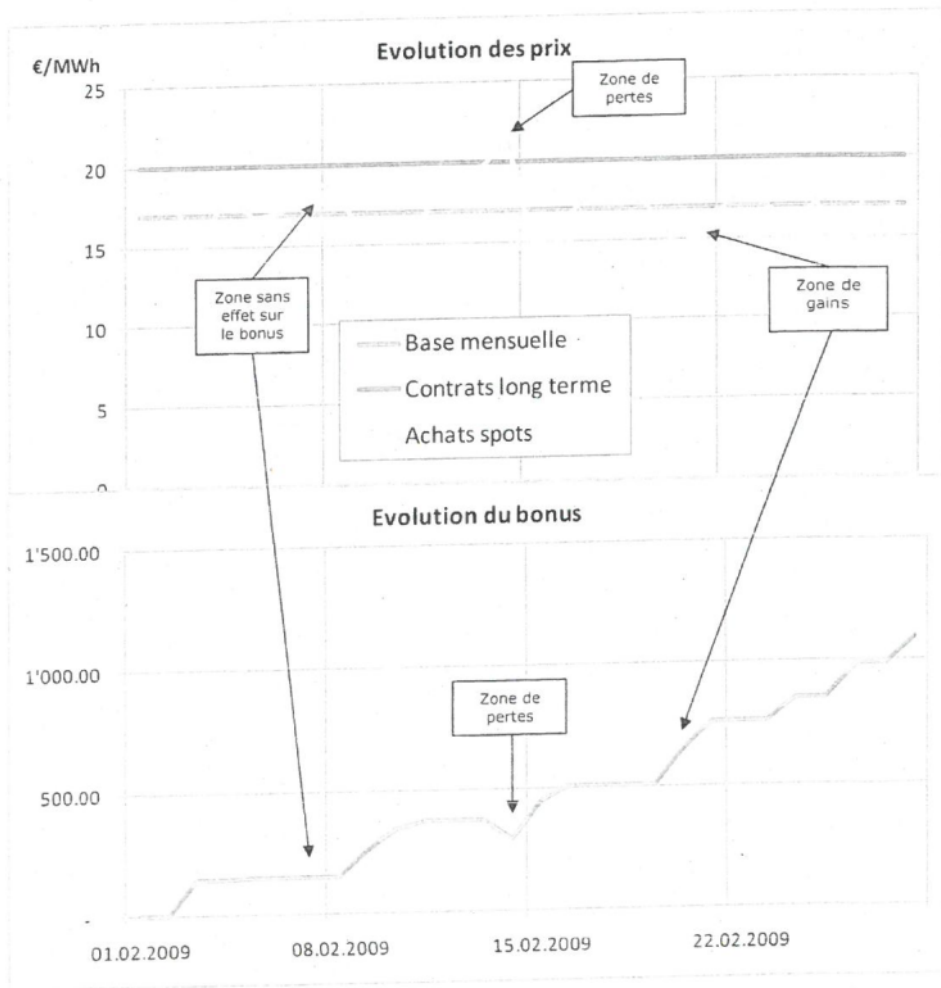 Evolution des prix
€/MWh
Zone de
pertes
25
20
15
Zone sans
effet sur
le bonus
Zone de
gains
10
Base mensuelle
Contrats long terme
5
Achats spots
0
Evolution du bonus
1'500.00
1'000.00
Zone de
pertes
500.00
-
01.02.2009 08.02.2009 15.02.2009 22.02.2009